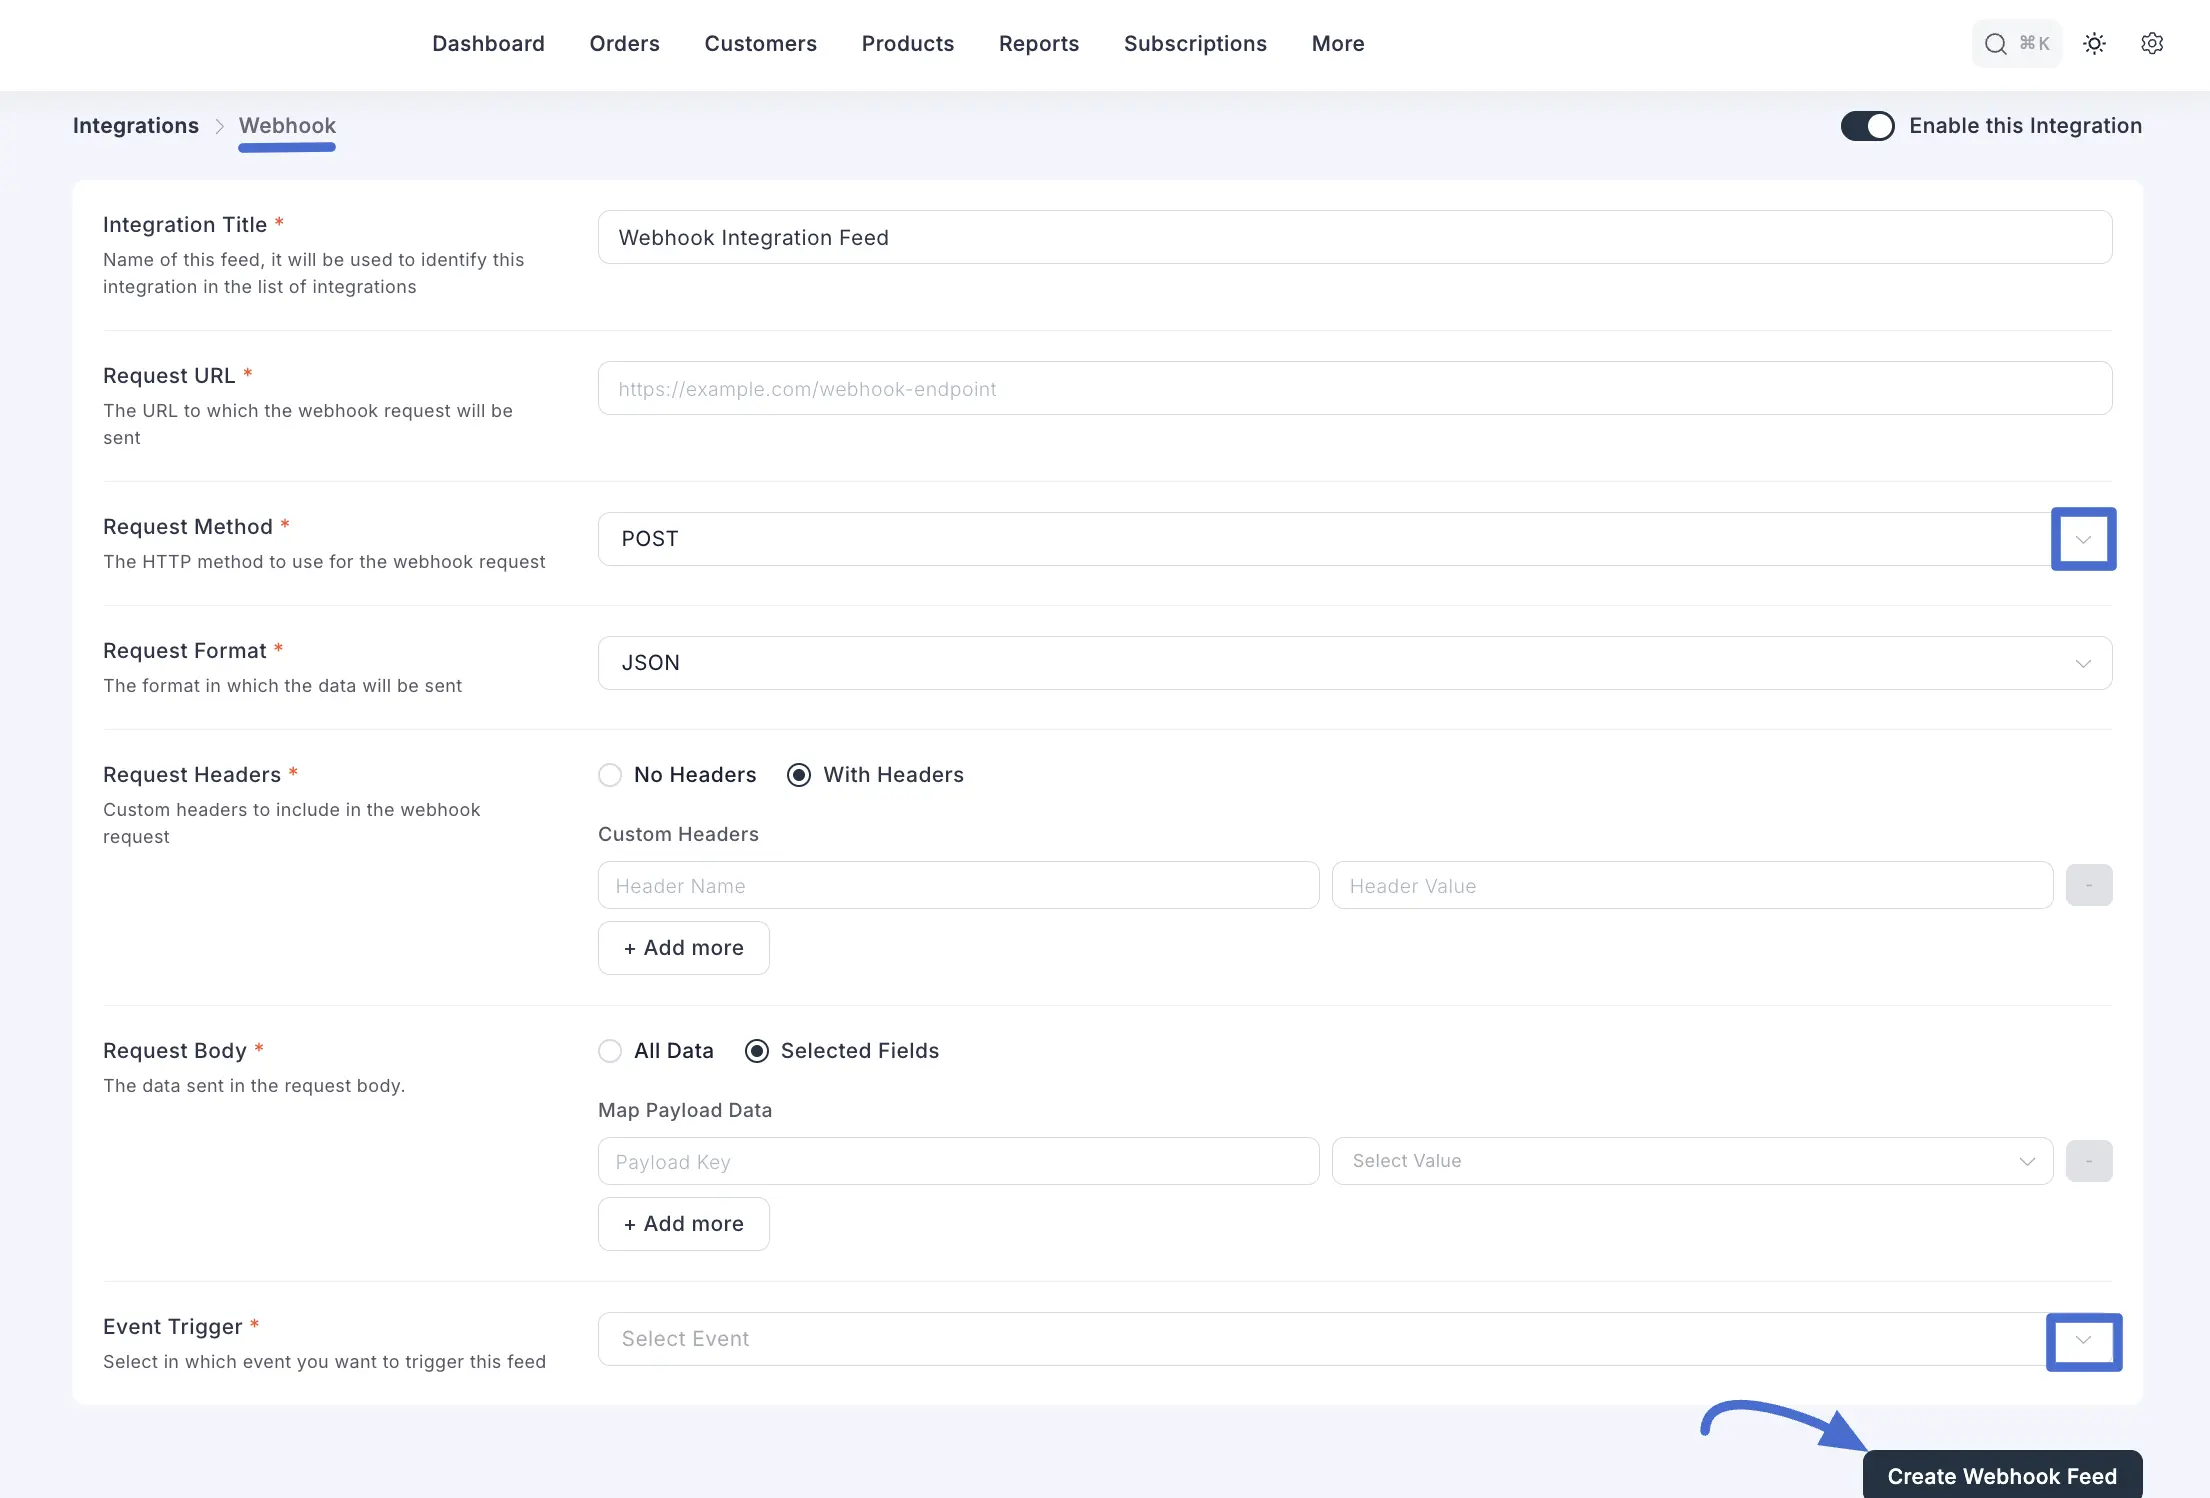 Dashboard Orders Customers Products Reports Subscriptions More
⌘K
Integrations > Webhook
Enable this Integration
Integration Title *
Name of this feed, it will be used to identify this
integration in the list of integrations
Webhook Integration Feed
Request URL *
The URL to which the webhook request will be
sent
https://example.com/webhook-endpoint
Request Method *
The HTTP method to use for the webhook request
POST
Request Format *
The format in which the data will be sent
JSON
Request Headers *
Custom headers to include in the webhook
request
No Headers With Headers
Custom Headers
Header Name Header Value -
+ Add more
Request Body *
The data sent in the request body.
All Data Selected Fields
Map Payload Data
Payload Key Select Value -
+ Add more
Event Trigger *
Select in which event you want to trigger this feed
Select Event
Create Webhook Feed